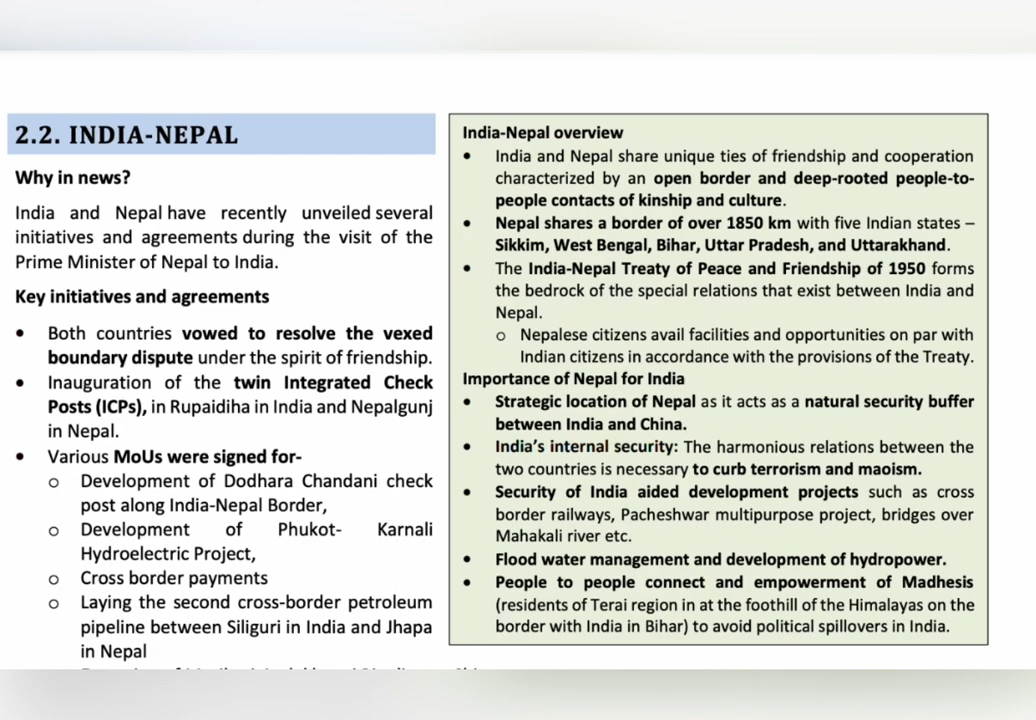 2.2. INDIA-NEPAL
Why in news?
India and Nepal have recently unveiled several
initiatives and agreements during the visit of the
Prime Minister of Nepal to India.
Key initiatives and agreements
• Both countries vowed to resolve the vexed
boundary dispute under the spirit of friendship.
• Inauguration of the twin Integrated Check
Posts (ICPs), in Rupaidiha in India and Nepalgunj
in Nepal.
• Various MoUs were signed for-
o Development of Dodhara Chandani check
post along India-Nepal Border,
o Development of Phukot- Karnali
Hydroelectric Project,
o Cross border payments
o Laying the second cross-border petroleum
pipeline between Siliguri in India and Jhapa
in Nepal
India-Nepal overview
• India and Nepal share unique ties of friendship and cooperation
characterized by an open border and deep-rooted people-to-
people contacts of kinship and culture.
• Nepal shares a border of over 1850 km with five Indian states –
Sikkim, West Bengal, Bihar, Uttar Pradesh, and Uttarakhand.
• The India-Nepal Treaty of Peace and Friendship of 1950 forms
the bedrock of the special relations that exist between India and
Nepal.
o Nepalese citizens avail facilities and opportunities on par with
Indian citizens in accordance with the provisions of the Treaty.
Importance of Nepal for India
• Strategic location of Nepal as it acts as a natural security buffer
between India and China.
• India's internal security: The harmonious relations between the
two countries is necessary to curb terrorism and maoism.
• Security of India aided development projects such as cross
border railways, Pacheshwar multipurpose project, bridges over
Mahakali river etc.
• Flood water management and development of hydropower.
• People to people connect and empowerment of Madhesis
(residents of Terai region in at the foothill of the Himalayas on the
border with India in Bihar) to avoid political spillovers in India.